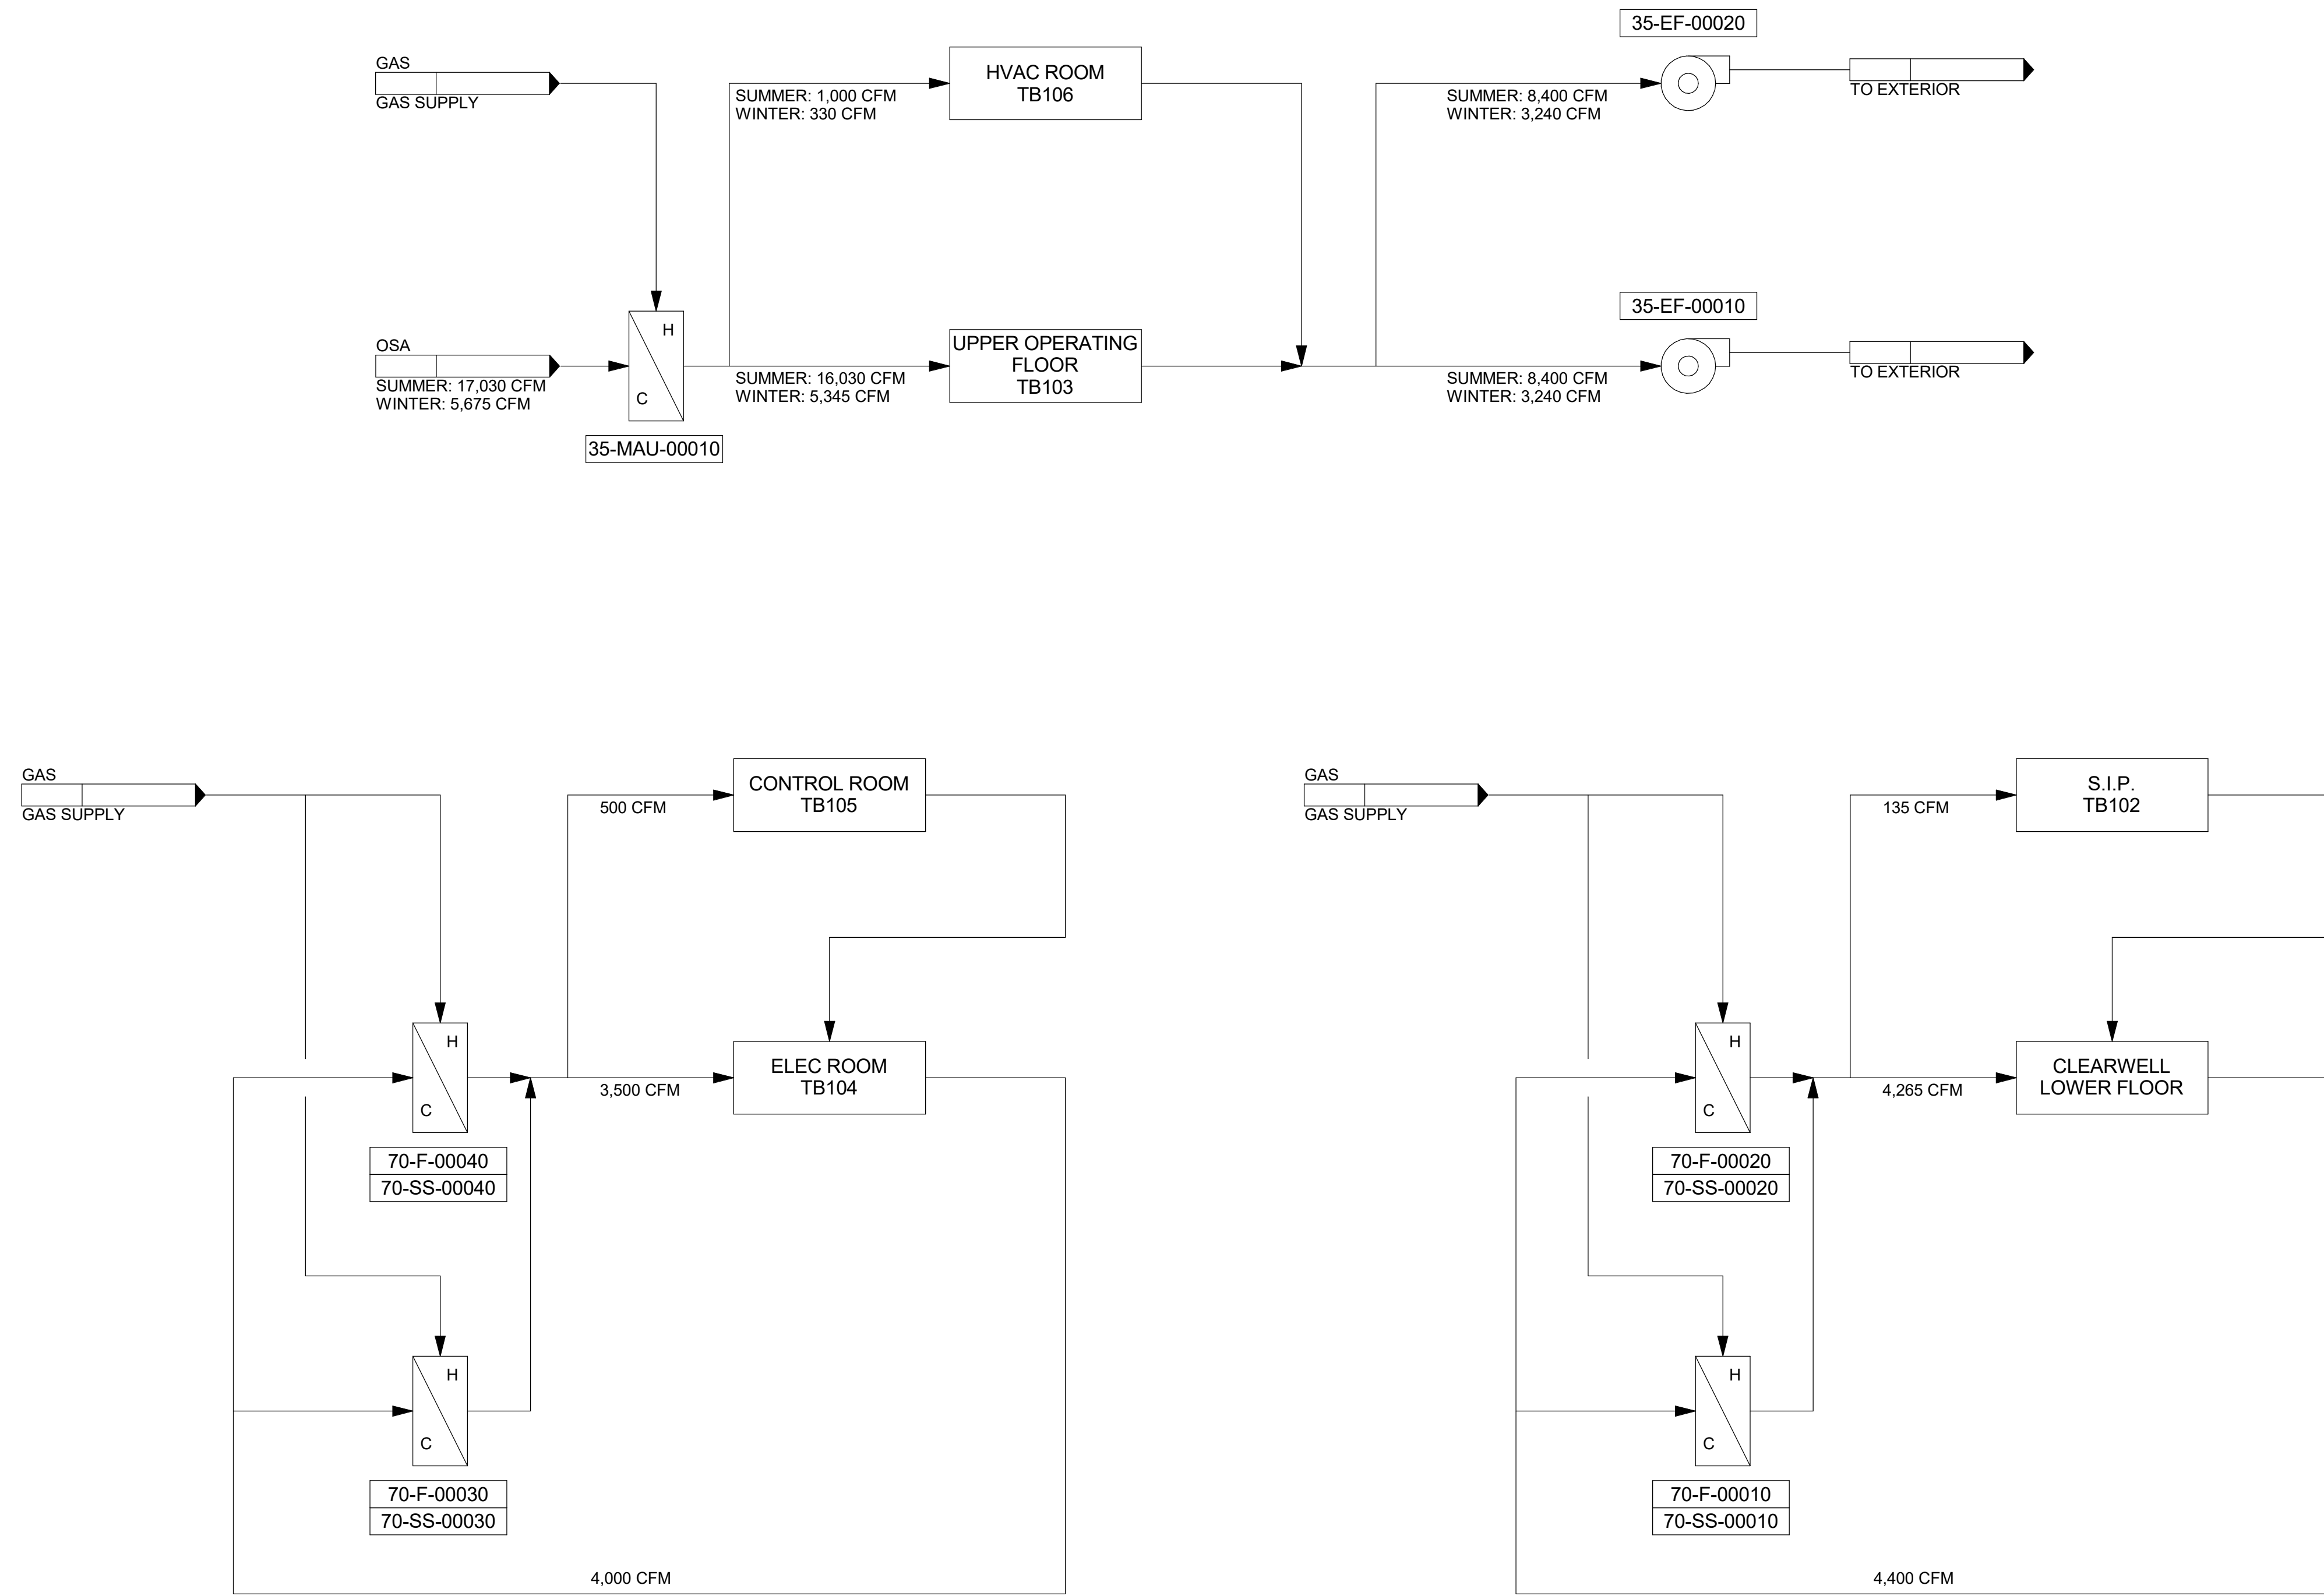 35-EF-00020
GAS
GAS SUPPLY
HVAC ROOM
TB106
SUMMER: 1,000 CFM
WINTER: 330 CFM
SUMMER: 8,400 CFM
WINTER: 3,240 CFM
TO EXTERIOR
35-EF-00010
H
C
OSA
SUMMER: 17,030 CFM
WINTER: 5,675 CFM
35-MAU-00010
UPPER OPERATING
FLOOR
TB103
SUMMER: 16,030 CFM
WINTER: 5,345 CFM
SUMMER: 8,400 CFM
WINTER: 3,240 CFM
TO EXTERIOR
GAS
GAS SUPPLY
500 CFM
CONTROL ROOM
TB105
H
C
3,500 CFM
ELEC ROOM
TB104
70-F-00040
70-SS-00040
H
C
70-F-00030
70-SS-00030
4,000 CFM
GAS
GAS SUPPLY
135 CFM
S.I.P.
TB102
H
C
4,265 CFM
CLEARWELL
LOWER FLOOR
70-F-00020
70-SS-00020
H
C
70-F-00010
70-SS-00010
4,400 CFM